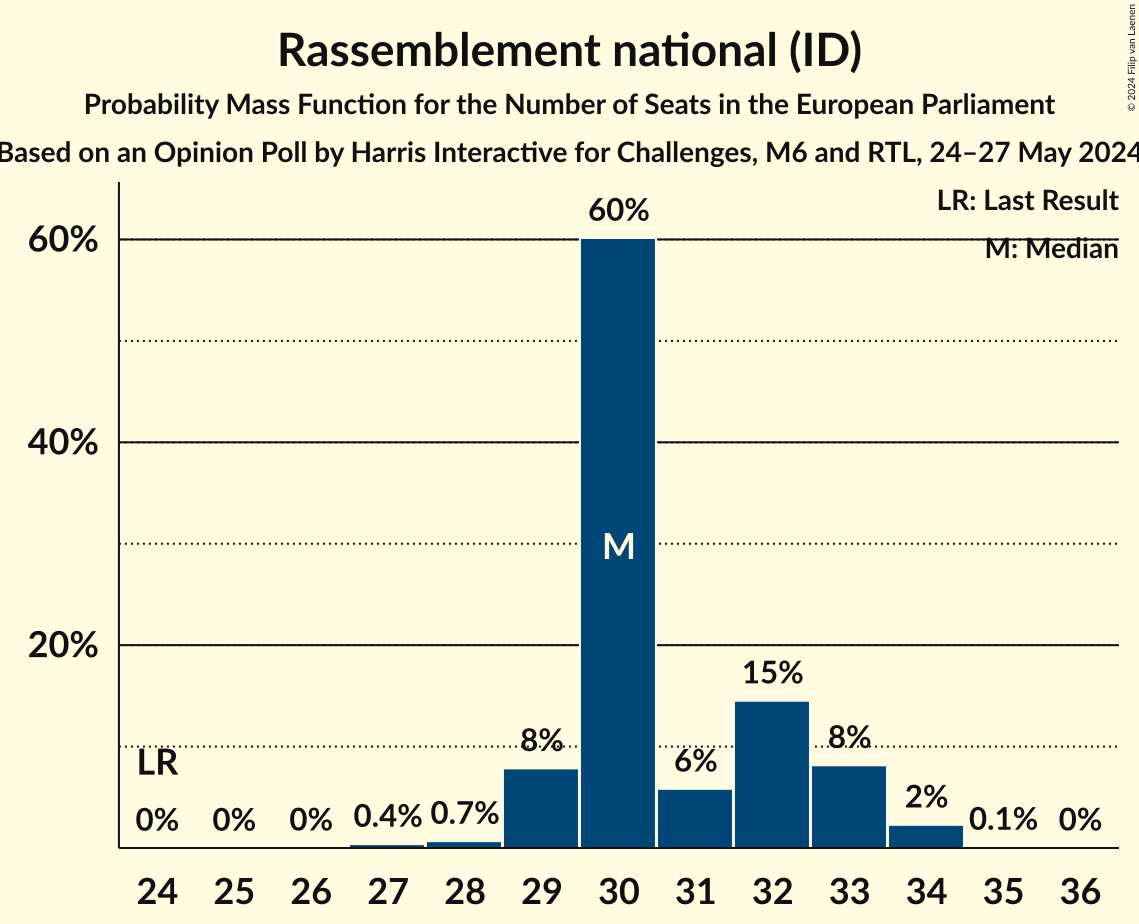 Rassemblement national (ID)
Probability Mass Function for the Number of Seats in the European Parliament
Based on an Opinion Poll by Harris Interactive for Challenges, M6 and RTL, 24–27 May 2024
© 2024 Filip van Laenen
LR: Last Result
M: Median
60%
40%
20%
LR
0% 0% 0% 0.4% 0.7% 8% 60% 6% 15% 8% 2% 0.1% 0%
M
24 25 26 27 28 29 30 31 32 33 34 35 36